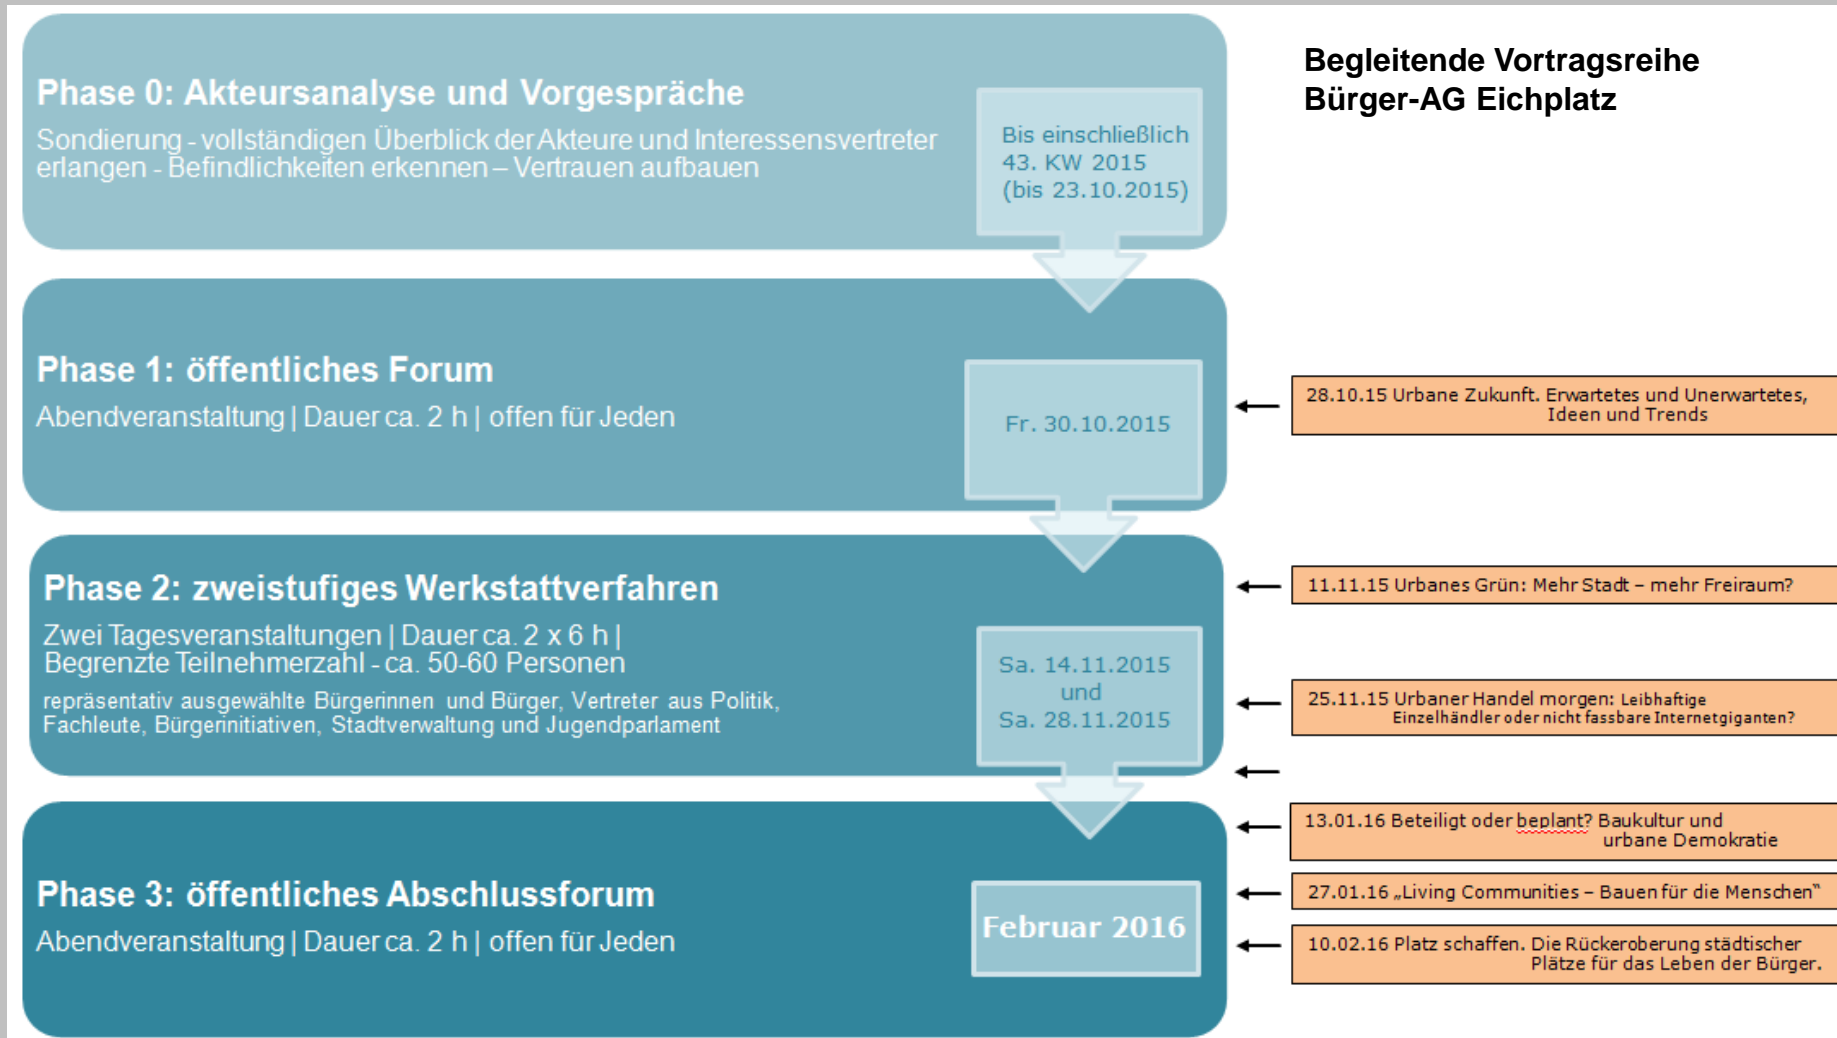 Phase 0: Akteursanalyse und Vorgespräche
Sondierung - vollständigen Überblick der Akteure und Interessensvertreter
erlangen - Befindlichkeiten erkennen – Vertrauen aufbauen
Bis einschließlich
43. KW 2015
(bis 23.10.2015)
Begleitende Vortragsreihe
Bürger-AG Eichplatz
Phase 1: öffentliches Forum
Abendveranstaltung | Dauer ca. 2 h | offen für Jeden
Fr. 30.10.2015
28.10.15 Urbane Zukunft. Erwartetes und Unerwartetes,
Ideen und Trends
Phase 2: zweistufiges Werkstattverfahren
Zwei Tagesveranstaltungen | Dauer ca. 2 x 6 h |
Begrenzte Teilnehmerzahl - ca. 50-60 Personen
repräsentativ ausgewählte Bürgerinnen und Bürger, Vertreter aus Politik,
Fachleute, Bürgerinitiativen, Stadtverwaltung und Jugendparlament
Sa. 14.11.2015
und
Sa. 28.11.2015
11.11.15 Urbanes Grün: Mehr Stadt – mehr Freiraum?
25.11.15 Urbaner Handel morgen: Leibhaftige
Einzelhändler oder nicht fassbare Internetgiganten?
Phase 3: öffentliches Abschlussforum
Abendveranstaltung | Dauer ca. 2 h | offen für Jeden
Februar 2016
13.01.16 Beteiligt oder beplant? Baukultur und
urbane Demokratie
27.01.16 „Living Communities – Bauen für die Menschen“
10.02.16 Platz schaffen. Die Rückeroberung städtischer
Plätze für das Leben der Bürger.